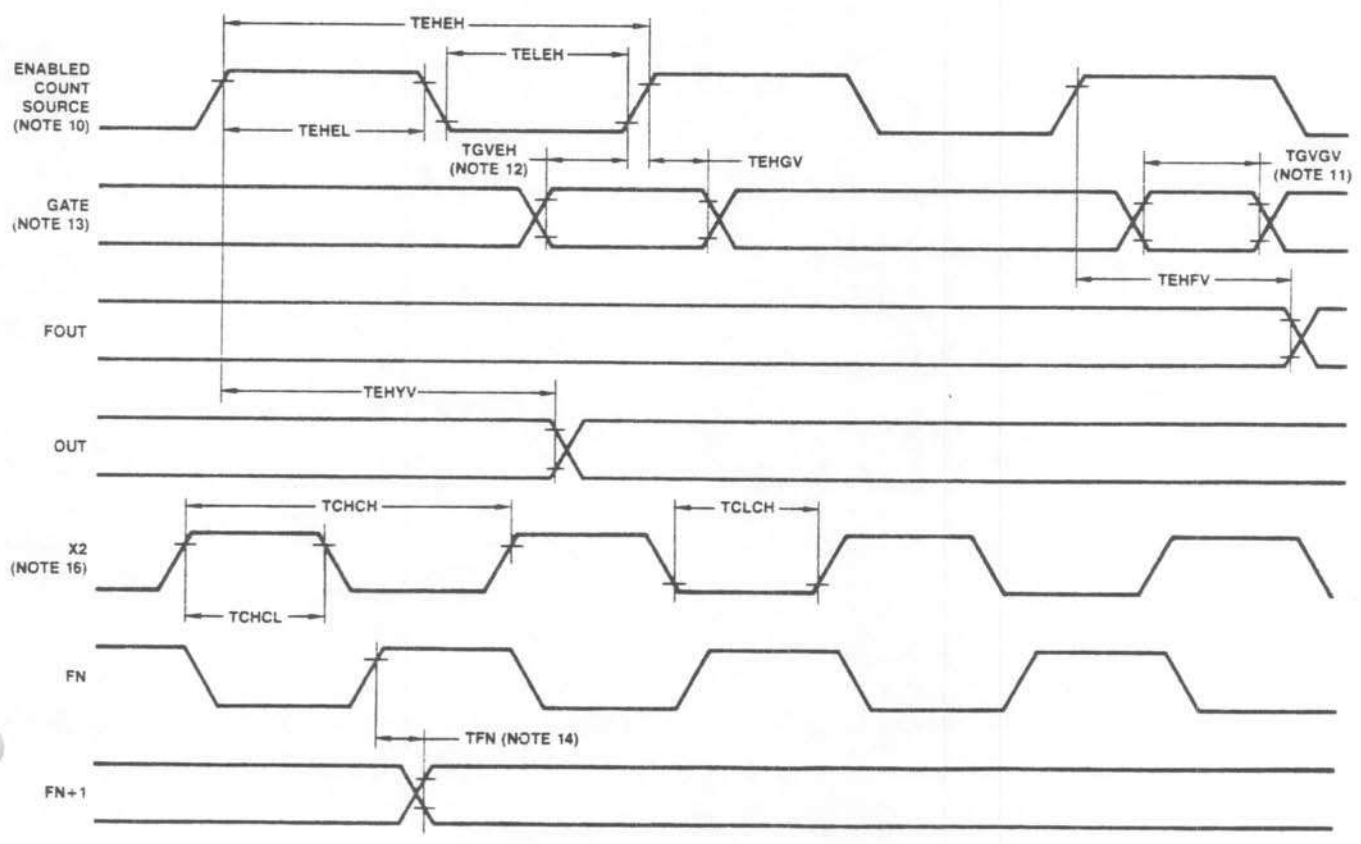 TEHEH
TELEH
ENABLED
COUNT
SOURCE
(NOTE 10)
TEHEL
TGVEH
(NOTE 12)
TEHGV
TGVGV
(NOTE 11)
GATE
(NOTE 13)
TEHFV
FOUT
TEHYV
OUT
TCHCH
TCLCH
X2
(NOTE 16)
TCHCL
FN
TFN (NOTE 14)
FN+1